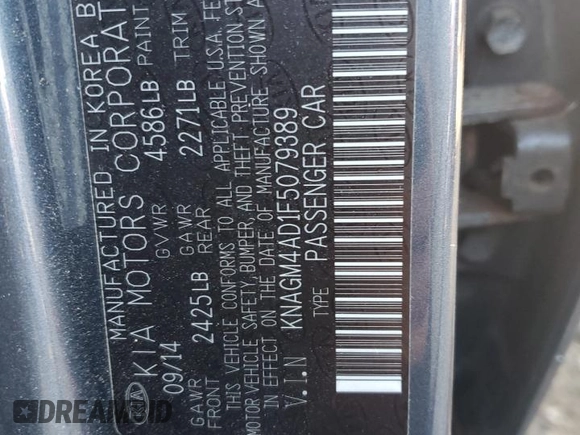 MANUFACTURED IN KOREA B
KIA MOTORS CORPORAT
09/14 GVWR 4586LB PAINT
GAWR FRONT 2425LB GAWR REAR 2271LB TRIM
THIS VEHICLE CONFORMS TO ALL APPLICABLE U.S.A. FE
MOTOR VEHICLE SAFETY, BUMPER, AND THEFT PREVENTION ST
IN EFFECT ON THE DATE OF MANUFACTURE SHOWN A
V.I.N KNAGM4AD1F5079389
TYPE PASSENGER CAR
DREAMBID